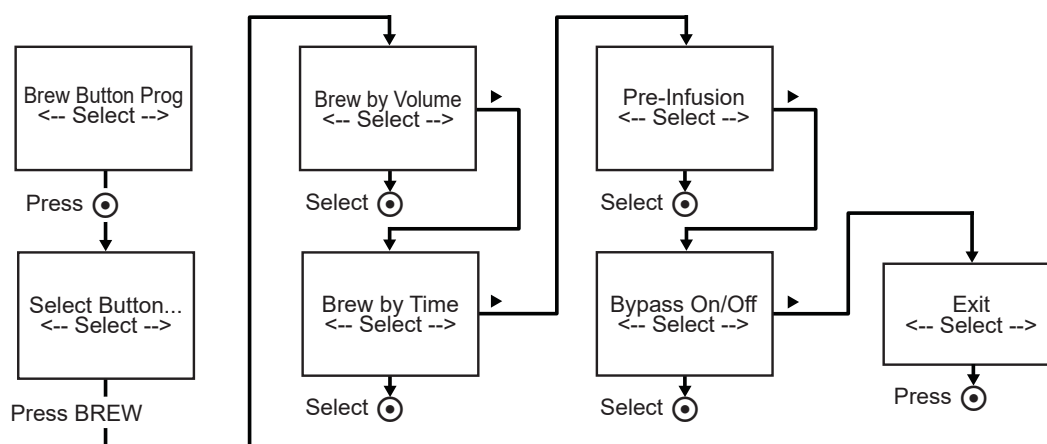 Brew Button Prog
<-- Select -->
Press
Select Button...
<-- Select -->
Press BREW
Brew by Volume
<-- Select -->
Select
Brew by Time
<-- Select -->
Select
Pre-Infusion
<-- Select -->
Select
Bypass On/Off
<-- Select -->
Select
Exit
<-- Select -->
Press